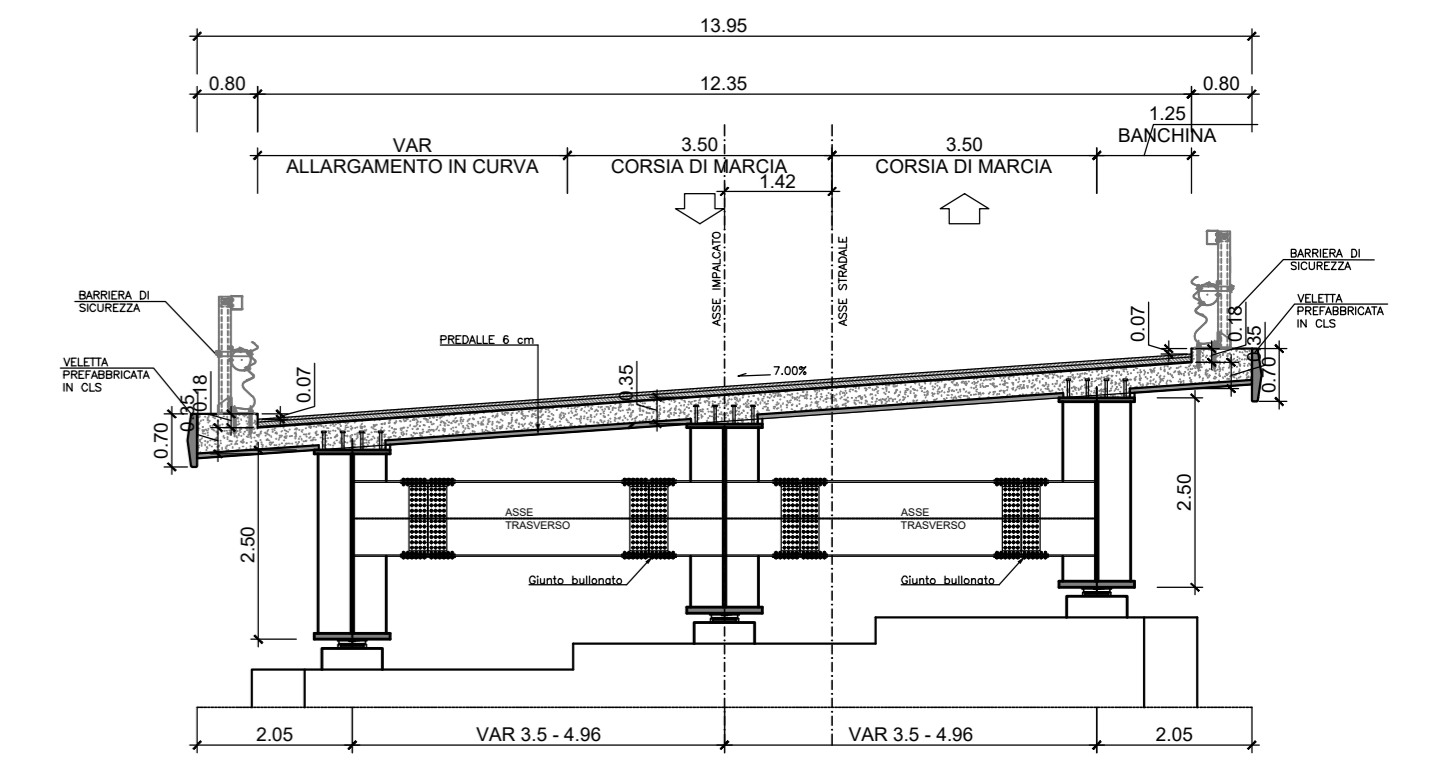 13.95
0.80
12.35
0.80
1.25
BANCHINA
VAR
ALLARGAMENTO IN CURVA
3.50
CORSIA DI MARCIA
3.50
CORSIA DI MARCIA
1.42
ASSE IMPALCATO
ASSE STRADALE
BARRIERA DI
SICUREZZA
BARRIERA DI
SICUREZZA
VELETTA
PREFABBRICATA
IN CLS
VELETTA
PREFABBRICATA
IN CLS
PREDALLE 6 cm
7.00%
0.07
0.18
0.35
0.70
0.35
0.07
0.18
0.35
0.70
2.50
2.50
ASSE
TRASVERSO
ASSE
TRASVERSO
Giunto bullonato
Giunto bullonato
2.05
VAR 3.5 - 4.96
VAR 3.5 - 4.96
2.05